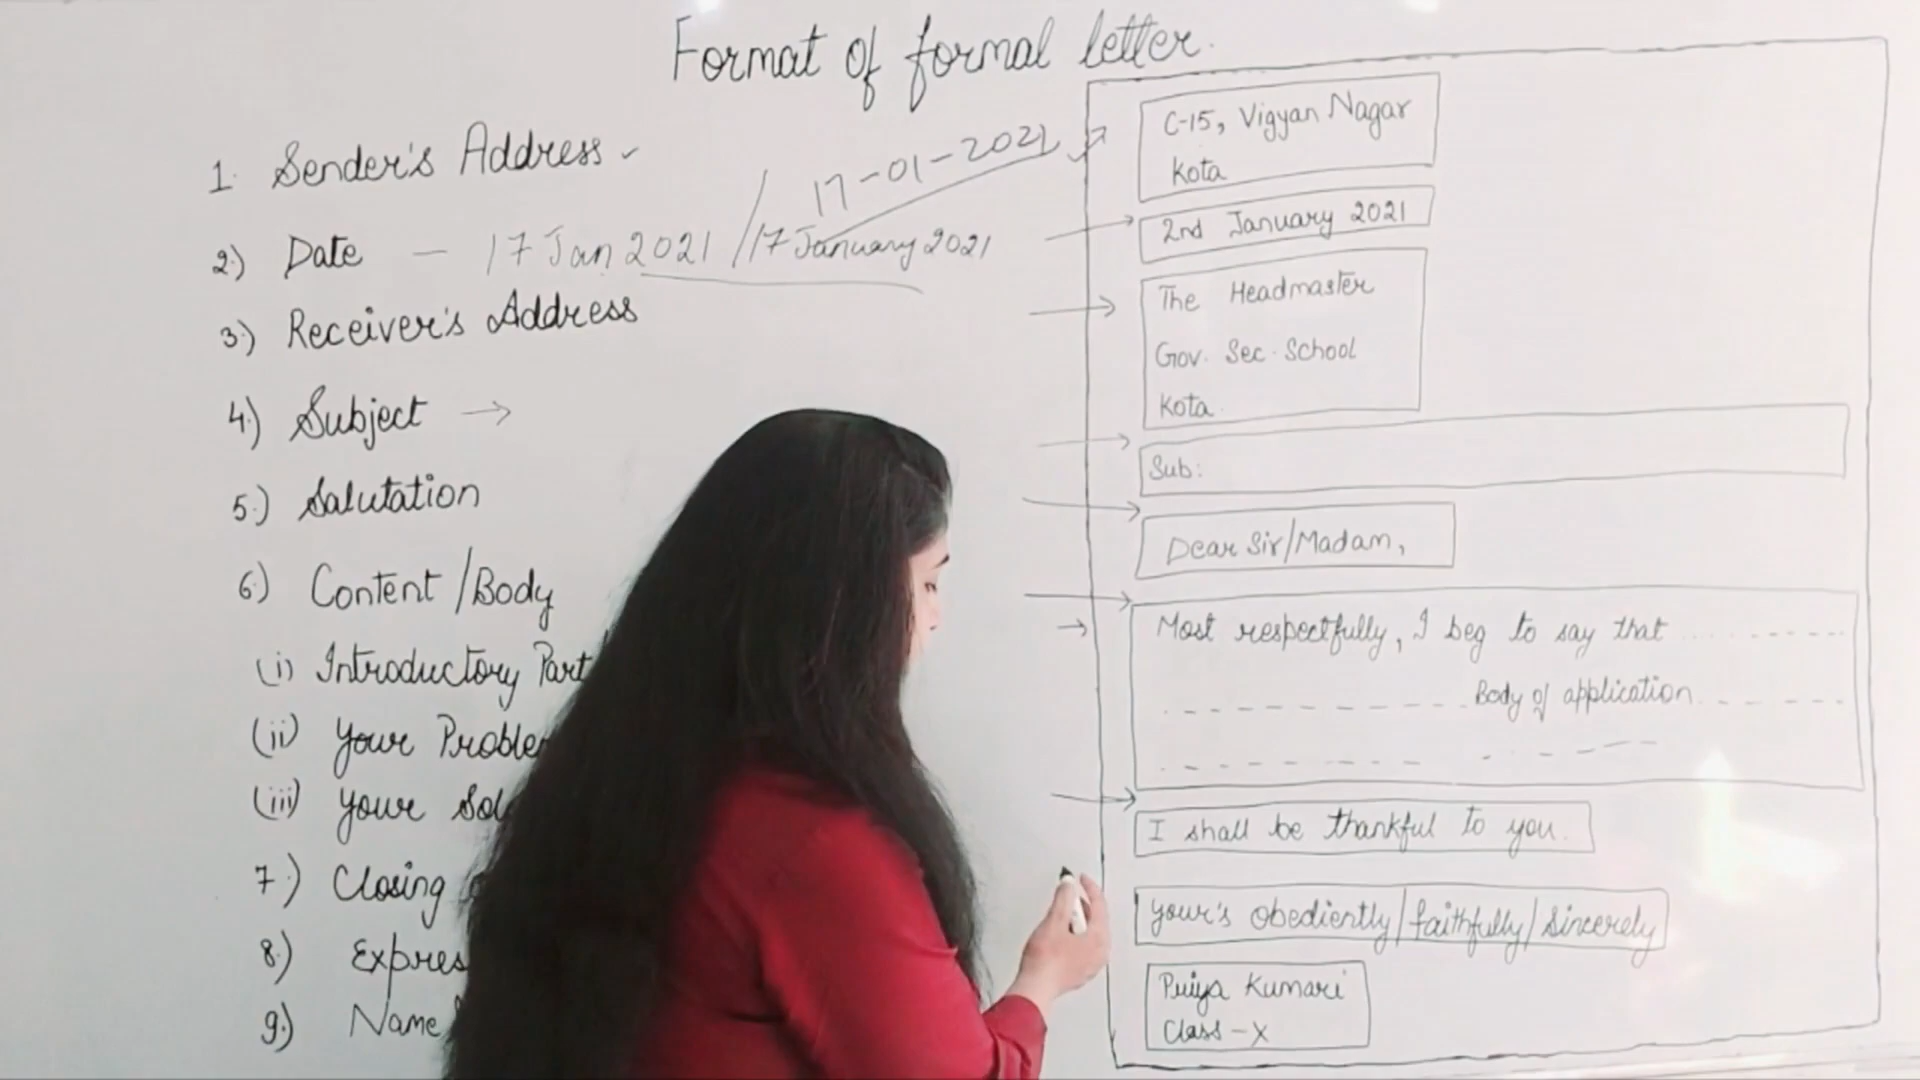 Format of formal letter.
1. Sender's Address -
2.) Date - 17 Jan 2021 / 17 January 2021
17-01-2021
3.) Receiver's Address
4.) Subject →
5.) Salutation
6.) Content/Body
(i) Introductory Part
(ii) Your
(iii) Your
7.) Closing
8.)
9.) Name
C-15, Vigyan Nagar
Kota
2nd January 2021
The Headmaster
Gov. Sec. School
Kota.
Sub:
Dear Sir/Madam,
Most respectfully, I beg to say that
Body of application
I shall be thankful to you.
your's obediently/faithfully/sincerely
Priya Kumari
Class-X